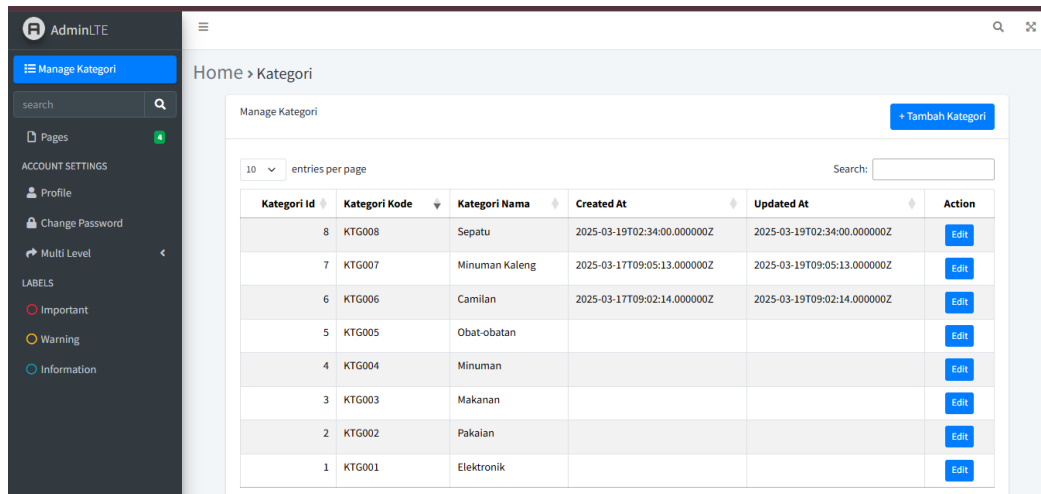 AdminLTE
Manage Kategori
search
Pages 4
ACCOUNT SETTINGS
Profile
Change Password
Multi Level
LABELS
Important
Warning
Information
Home › Kategori
Manage Kategori
+ Tambah Kategori
10 entries per page
Search:
Kategori Id Kategori Kode Kategori Nama Created At Updated At Action
8 KTG008 Sepatu 2025-03-19T02:34:00.000000Z 2025-03-19T02:34:00.000000Z Edit
7 KTG007 Minuman Kaleng 2025-03-17T09:05:13.000000Z 2025-03-19T09:05:13.000000Z Edit
6 KTG006 Camilan 2025-03-17T09:02:14.000000Z 2025-03-19T09:02:14.000000Z Edit
5 KTG005 Obat-obatan Edit
4 KTG004 Minuman Edit
3 KTG003 Makanan Edit
2 KTG002 Pakaian Edit
1 KTG001 Elektronik Edit